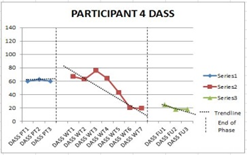 PARTICIPANT 4 DASS
140
120
100
80
60
40
20
0
DASS PT1
DASS PT2
DASS PT3
DASS WT1
DASS WT2
DASS WT3
DASS WT4
DASS WT5
DASS WT6
DASS WT7
DASS FU1
DASS FU2
DASS FU3
Series1
Series2
Series3
Trendline
End of
Phase